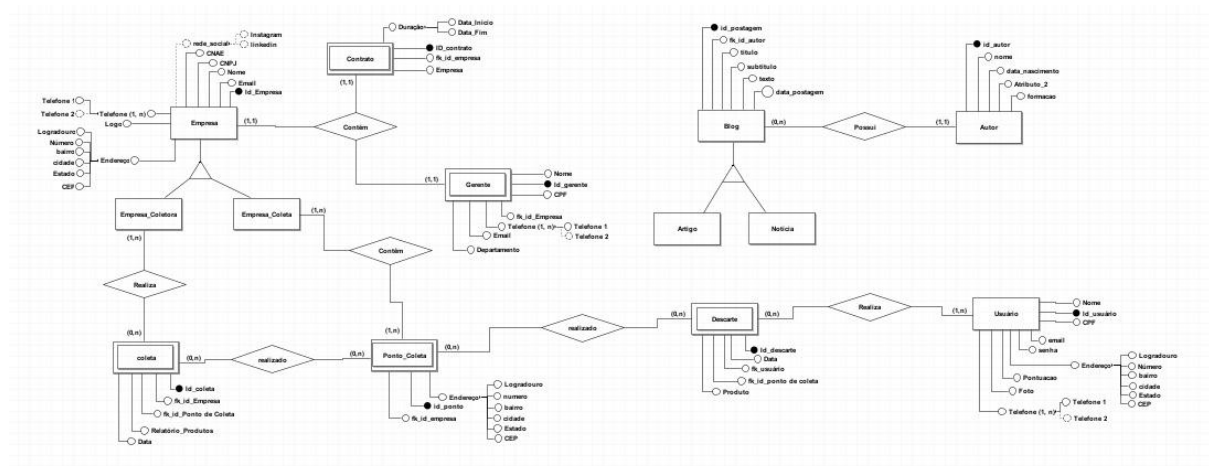 Instagram
rede_social
linkedin
CNAE
CNPJ
Nome
Email
Id_Empresa
Telefone 1
Telefone 2
Telefone (1, n)
Logo
Empresa
(1,1)
Logradouro
Número
bairro
cidade
Estado
CEP
Endereço
Duração
Data_Inicio
Data_Fim
Contrato
ID_contrato
fk_id_empresa
Empresa
(1,1)
Contém
(1,1)
Gerente
Nome
Id_gerente
CPF
fk_id_Empresa
Telefone (1, n)
Telefone 1
Telefone 2
Email
Departamento
Empresa_Coletora
Empresa_Coleta
(1,n)
(1,n)
Contém
Realiza
(0,n)
(1,n)
coleta
(0,n)
realizado
(0,n)
Ponto_Coleta
(0,n)
Id_coleta
fk_id_Empresa
fk_id_Ponto de Coleta
Relatório_Produtos
Data
Endereço
Logradouro
numero
bairro
cidade
Estado
CEP
id_ponto
fk_id_empresa
realizado
(0,n)
Descarte
(0,n)
Id_descarte
Data
fk_usuário
fk_id_ponto de coleta
Produto
Realiza
(1,n)
Usuário
Nome
Id_usuário
CPF
email
senha
Endereço
Logradouro
Número
bairro
cidade
Estado
CEP
Pontuacao
Foto
Telefone (1, n)
Telefone 1
Telefone 2
id_postagem
fk_id_autor
titulo
subtitulo
texto
data_postagem
Blog
(0,n)
Possui
(1,1)
Autor
id_autor
nome
data_nascimento
Atributo_2
formacao
Artigo
Noticia